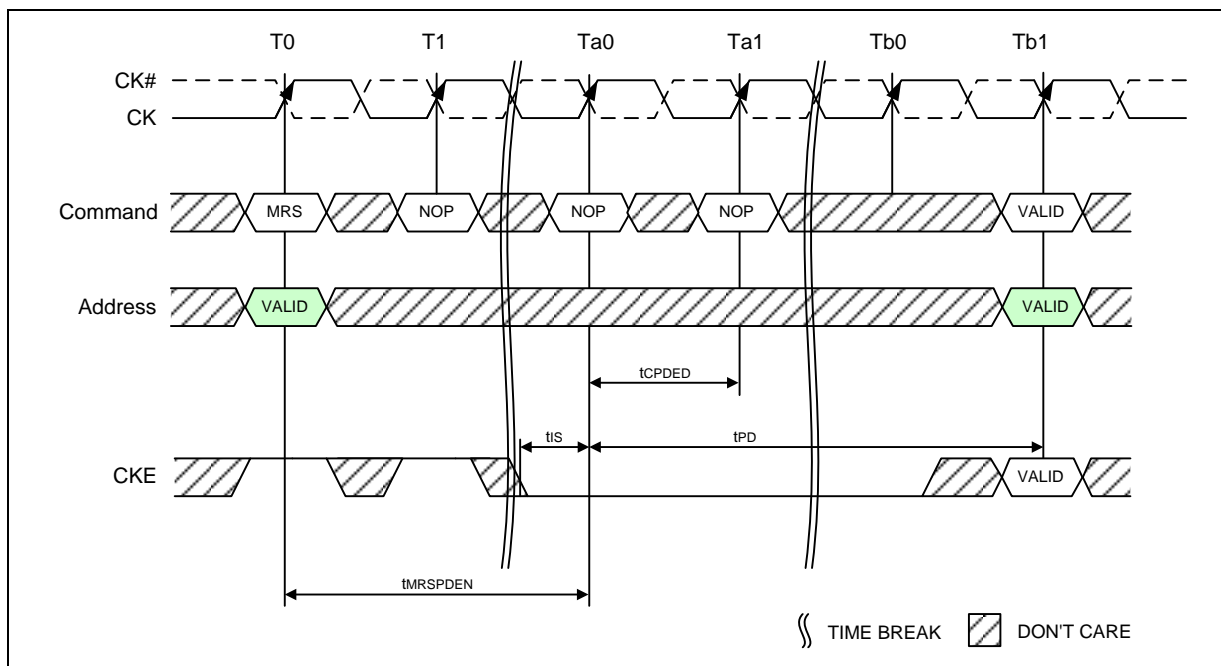 T0 T1 Ta0 Ta1 Tb0 Tb1
CK#
CK
Command MRS NOP NOP NOP VALID
Address VALID VALID
tCPDED
tIS tPD
CKE VALID
tMRSPDEN
TIME BREAK DON'T CARE